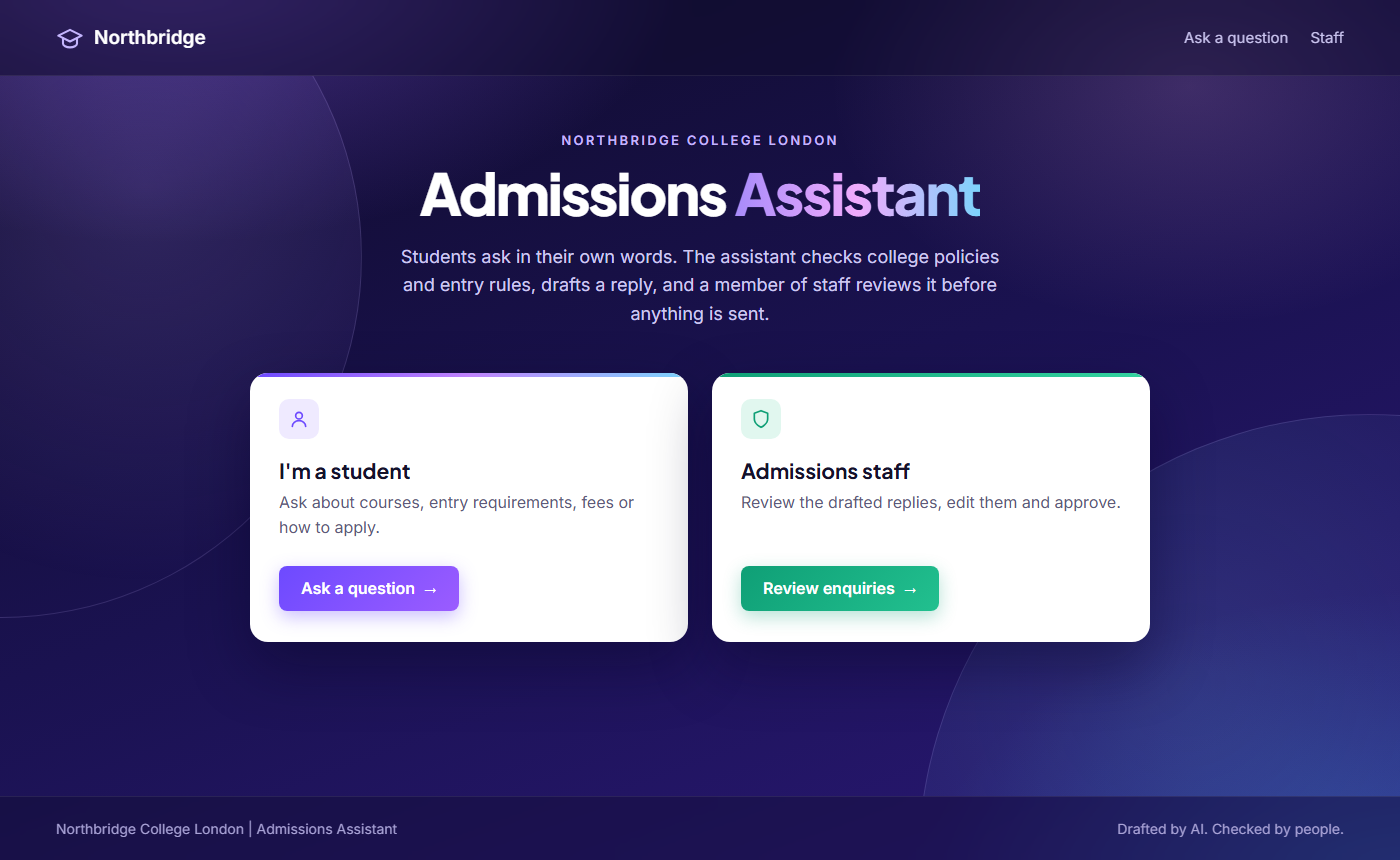 Northbridge
Ask a question
Staff
NORTHBRIDGE COLLEGE LONDON
Admissions Assistant
Students ask in their own words. The assistant checks college policies
and entry rules, drafts a reply, and a member of staff reviews it before
anything is sent.
I'm a student
Ask about courses, entry requirements, fees or
how to apply.
Ask a question →
Admissions staff
Review the drafted replies, edit them and approve.
Review enquiries →
Northbridge College London | Admissions Assistant
Drafted by AI. Checked by people.